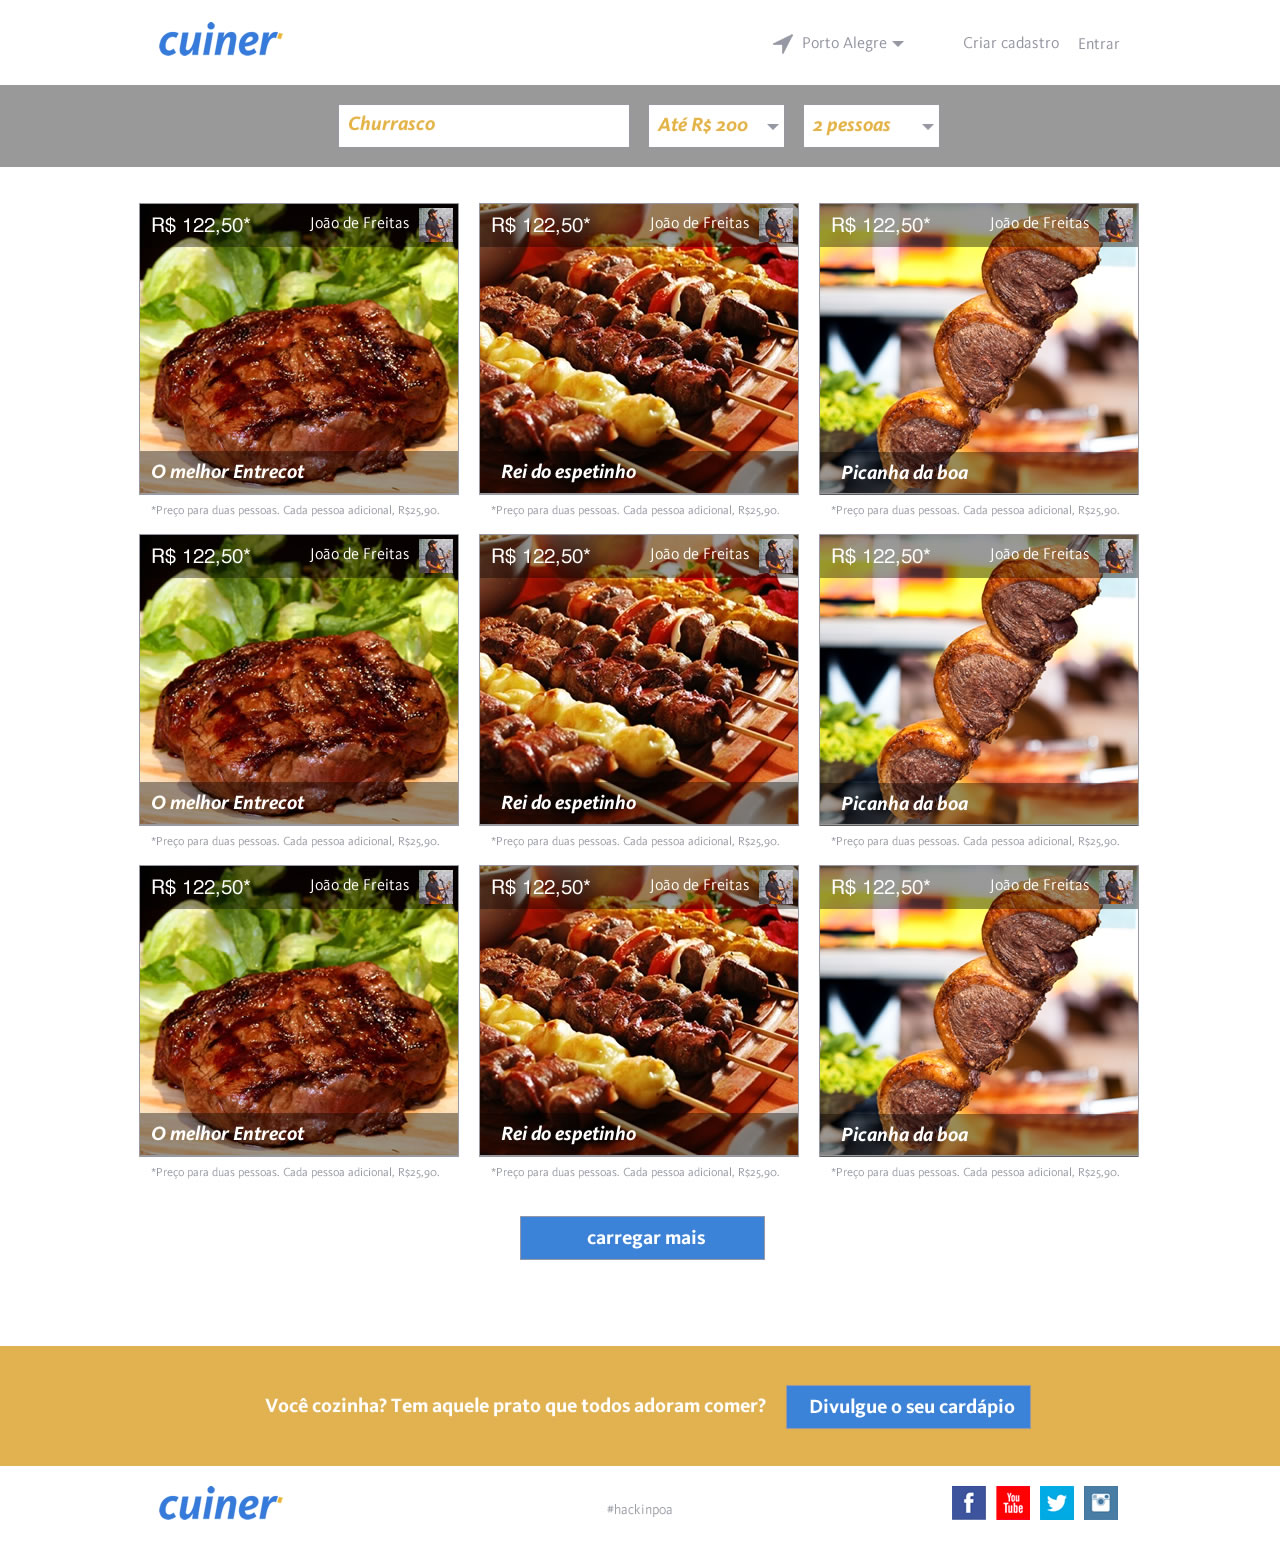 cuiner
Porto Alegre
Criar cadastro
Entrar
Churrasco
Até R$ 200
2 pessoas
R$ 122,50*
João de Freitas
R$ 122,50*
João de Freitas
R$ 122,50*
João de Freitas
O melhor Entrecot
Rei do espetinho
Picanha da boa
*Preço para duas pessoas. Cada pessoa adicional, R$25,90.
*Preço para duas pessoas. Cada pessoa adicional, R$25,90.
*Preço para duas pessoas. Cada pessoa adicional, R$25,90.
R$ 122,50*
João de Freitas
R$ 122,50*
João de Freitas
R$ 122,50*
João de Freitas
O melhor Entrecot
Rei do espetinho
Picanha da boa
*Preço para duas pessoas. Cada pessoa adicional, R$25,90.
*Preço para duas pessoas. Cada pessoa adicional, R$25,90.
*Preço para duas pessoas. Cada pessoa adicional, R$25,90.
R$ 122,50*
João de Freitas
R$ 122,50*
João de Freitas
R$ 122,50*
João de Freitas
O melhor Entrecot
Rei do espetinho
Picanha da boa
*Preço para duas pessoas. Cada pessoa adicional, R$25,90.
*Preço para duas pessoas. Cada pessoa adicional, R$25,90.
*Preço para duas pessoas. Cada pessoa adicional, R$25,90.
carregar mais
Você cozinha? Tem aquele prato que todos adoram comer?
Divulgue o seu cardápio
cuiner
#hackinpoa
f
You
Tube